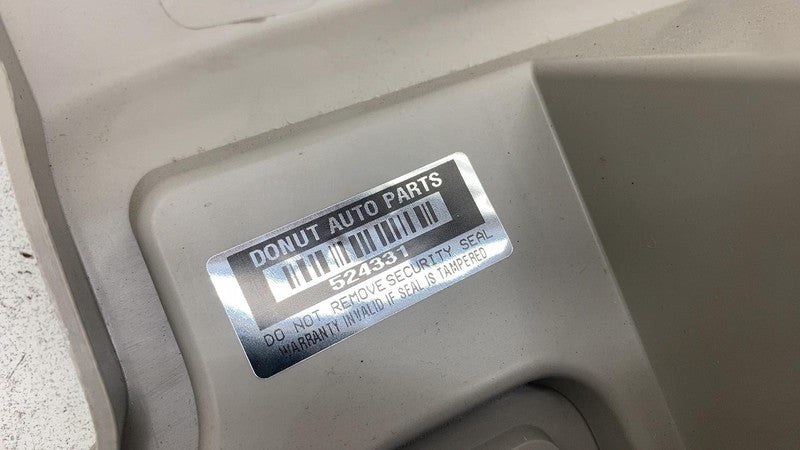 DONUT AUTO PARTS
524331
DO NOT REMOVE SECURITY SEAL
WARRANTY INVALID IF SEAL IS TAMPERED